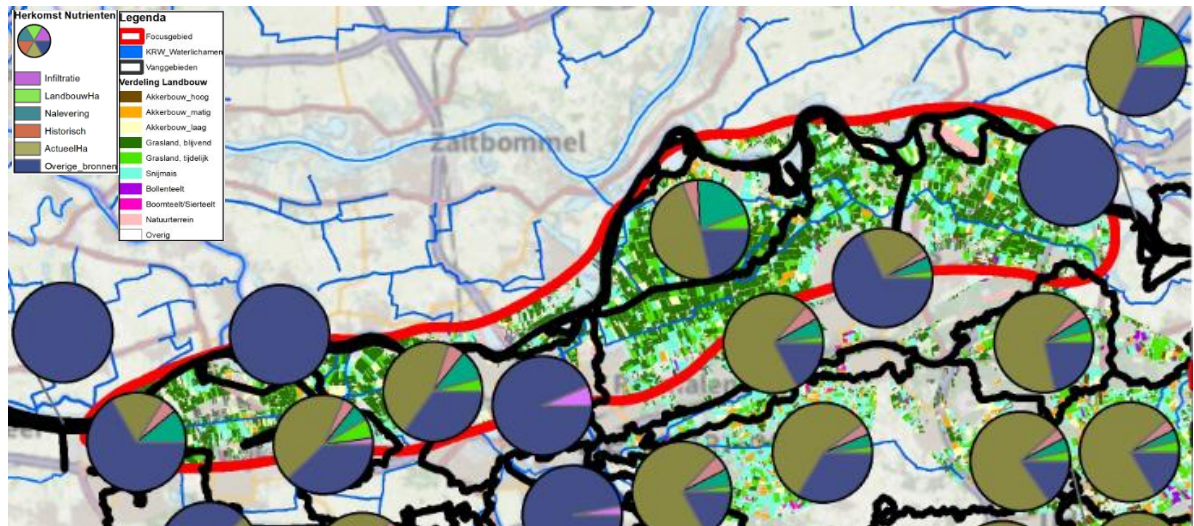 Herkomst Nutrienten
Infiltratie
LandbouwHa
Nalevering
Historisch
ActueelHa
Overige_bronnen
Legenda
Focusgebied
KRW_Waterlichamen
Vanggebieden
Verdeling Landbouw
Akkerbouw_hoog
Akkerbouw_matig
Akkerbouw_laag
Grasland, blijvend
Grasland, tijdelijk
Snijmais
Bollenteelt
Boomteelt/Sierteelt
Natuurterrein
Overig
Zaltbommel